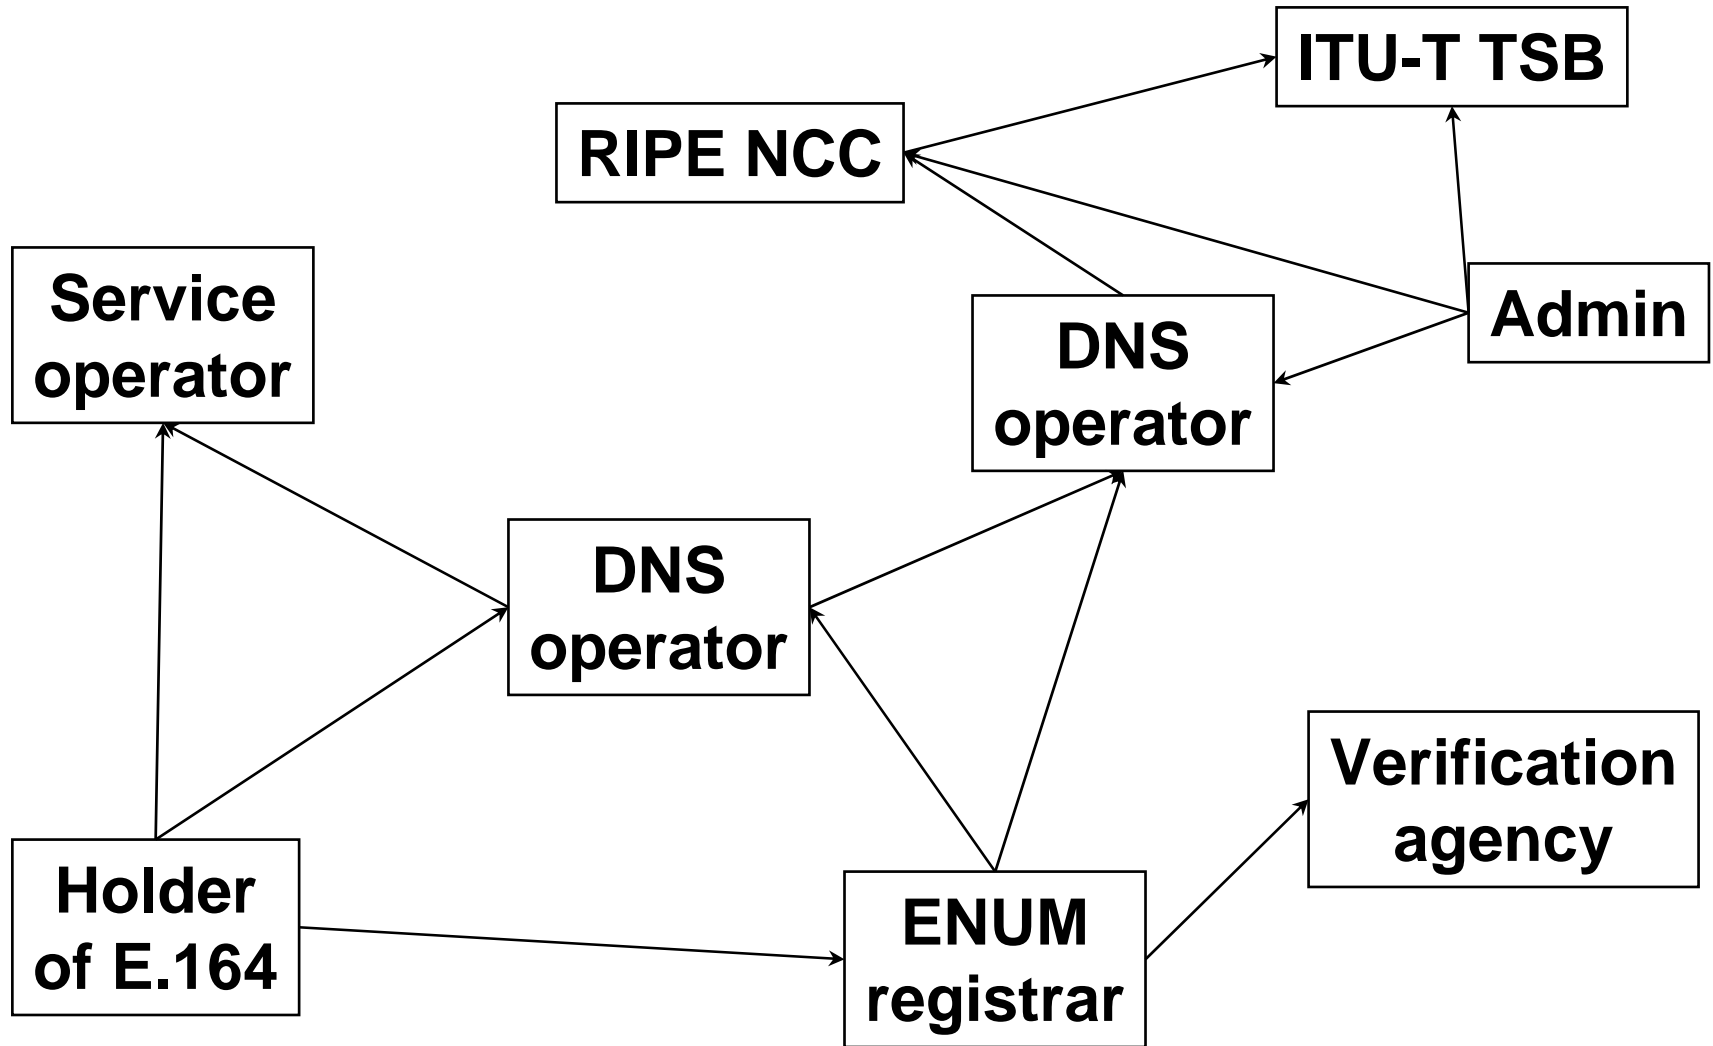 ITU-T TSB
RIPE NCC
Service
operator
Admin
DNS
operator
DNS
operator
Verification
agency
Holder
of E.164
ENUM
registrar